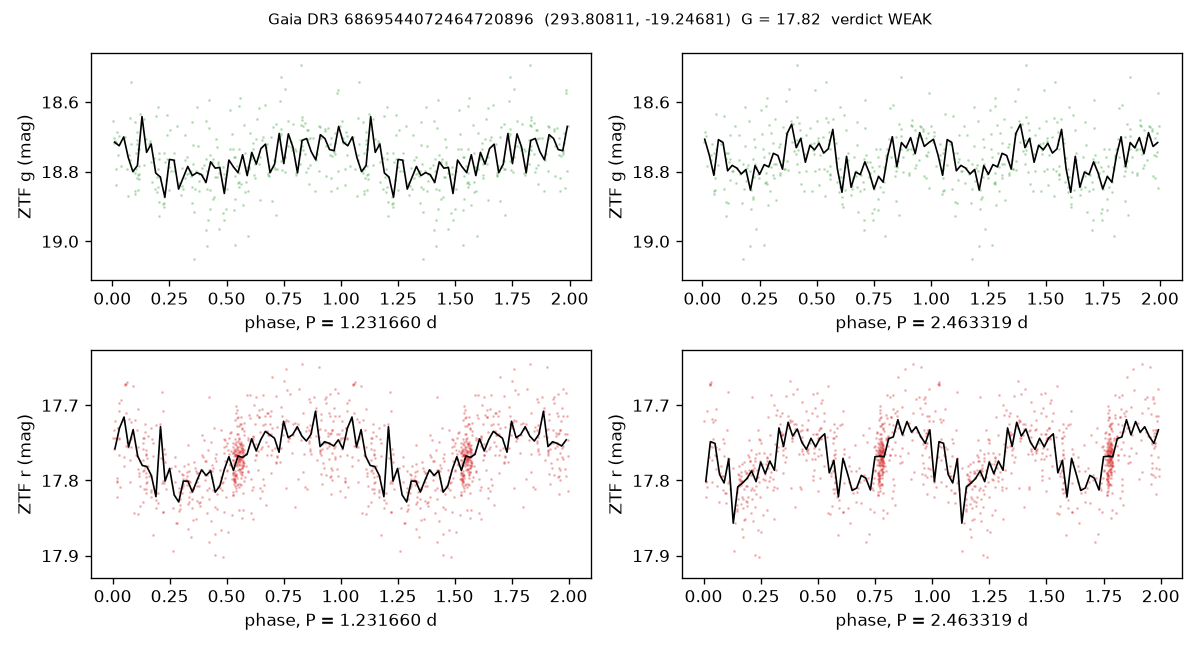 Gaia DR3 6869544072464720896  (293.80811, -19.24681)  G = 17.82  verdict WEAK
ZTF g (mag)
18.6
18.8
19.0
0.00 0.25 0.50 0.75 1.00 1.25 1.50 1.75 2.00
phase, P = 1.231660 d
ZTF g (mag)
18.6
18.8
19.0
0.00 0.25 0.50 0.75 1.00 1.25 1.50 1.75 2.00
phase, P = 2.463319 d
ZTF r (mag)
17.7
17.8
17.9
0.00 0.25 0.50 0.75 1.00 1.25 1.50 1.75 2.00
phase, P = 1.231660 d
ZTF r (mag)
17.7
17.8
17.9
0.00 0.25 0.50 0.75 1.00 1.25 1.50 1.75 2.00
phase, P = 2.463319 d